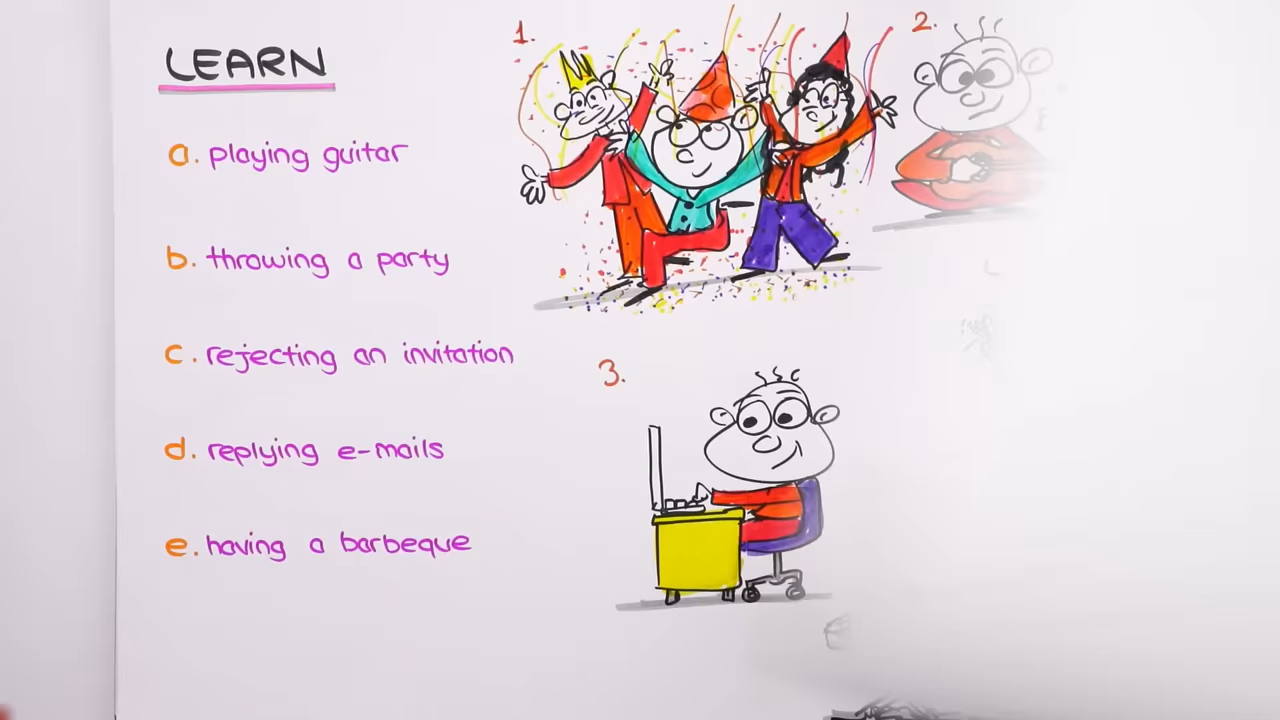 LEARN
a. playing guitar
b. throwing a party
c. rejecting an invitation
d. replying e-mails
e. having a barbeque
1.
2.
3.